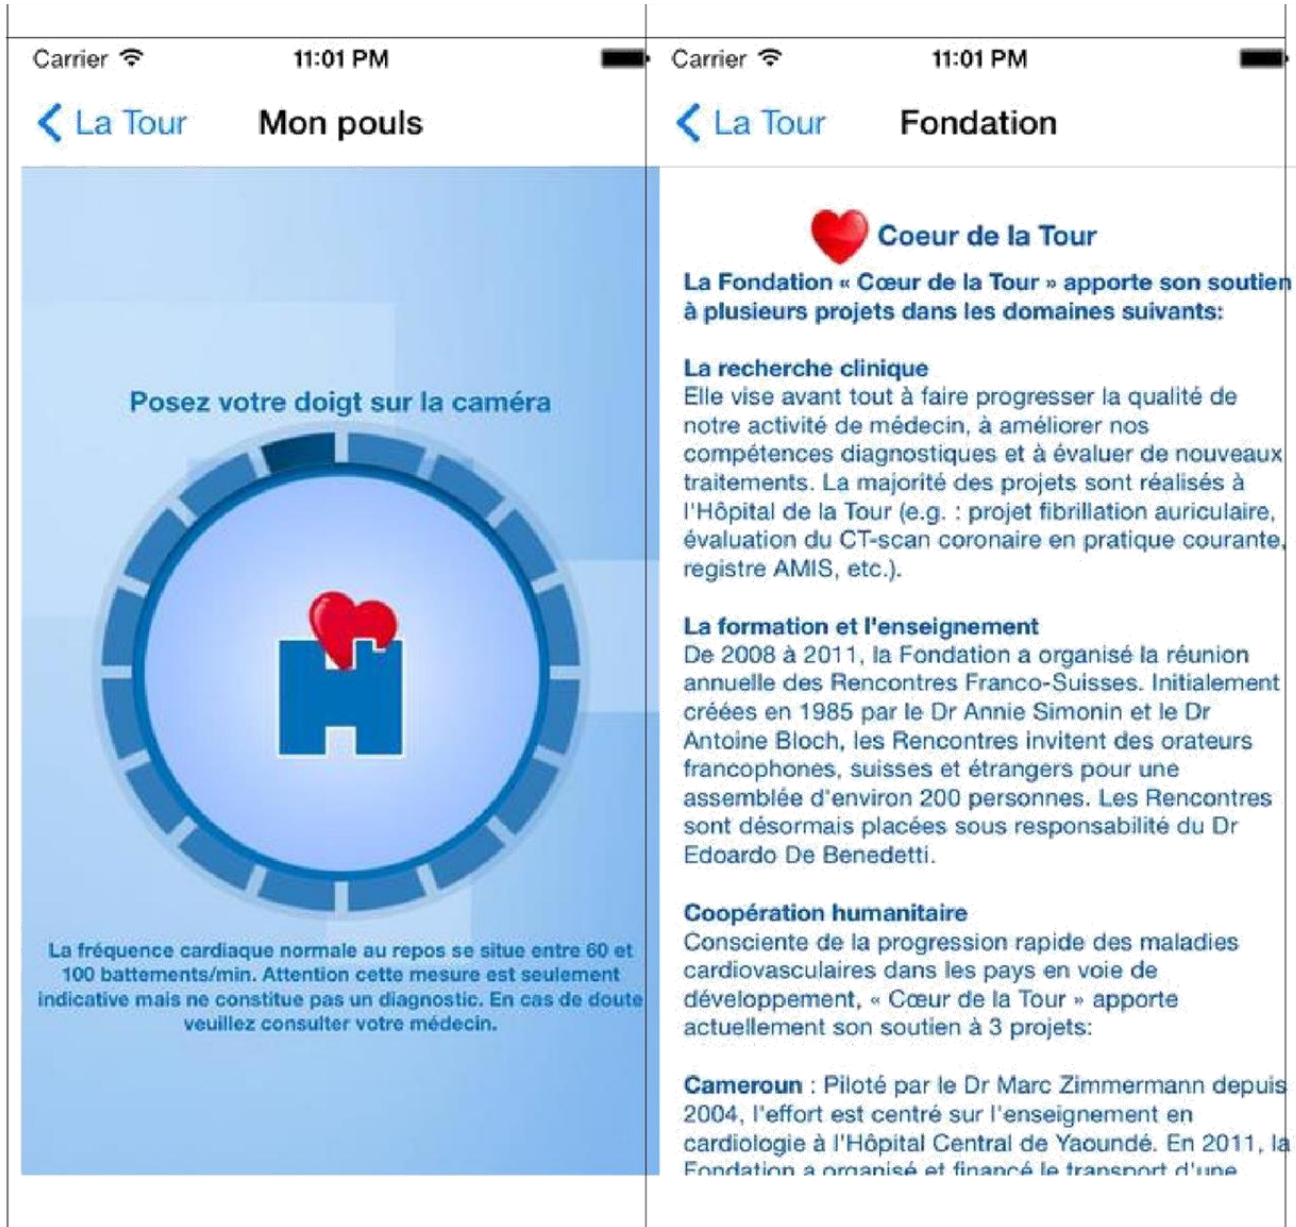 Carrier
11:01 PM
La Tour
Mon pouls
Posez votre doigt sur la caméra
La fréquence cardiaque normale au repos se situe entre 60 et
100 battements/min. Attention cette mesure est seulement
indicative mais ne constitue pas un diagnostic. En cas de doute
veuillez consulter votre médecin.
Carrier
11:01 PM
La Tour
Fondation
Coeur de la Tour
La Fondation « Cœur de la Tour » apporte son soutien
à plusieurs projets dans les domaines suivants:
La recherche clinique
Elle vise avant tout à faire progresser la qualité de
notre activité de médecin, à améliorer nos
compétences diagnostiques et à évaluer de nouveaux
traitements. La majorité des projets sont réalisés à
l'Hôpital de la Tour (e.g. : projet fibrillation auriculaire,
évaluation du CT-scan coronaire en pratique courante,
registre AMIS, etc.).
La formation et l'enseignement
De 2008 à 2011, la Fondation a organisé la réunion
annuelle des Rencontres Franco-Suisses. Initialement
créées en 1985 par le Dr Annie Simonin et le Dr
Antoine Bloch, les Rencontres invitent des orateurs
francophones, suisses et étrangers pour une
assemblée d'environ 200 personnes. Les Rencontres
sont désormais placées sous responsabilité du Dr
Edoardo De Benedetti.
Coopération humanitaire
Consciente de la progression rapide des maladies
cardiovasculaires dans les pays en voie de
développement, « Cœur de la Tour » apporte
actuellement son soutien à 3 projets:
Cameroun : Piloté par le Dr Marc Zimmermann depuis
2004, l'effort est centré sur l'enseignement en
cardiologie à l'Hôpital Central de Yaoundé. En 2011, la
Fondation a organisé et financé le transport d'une